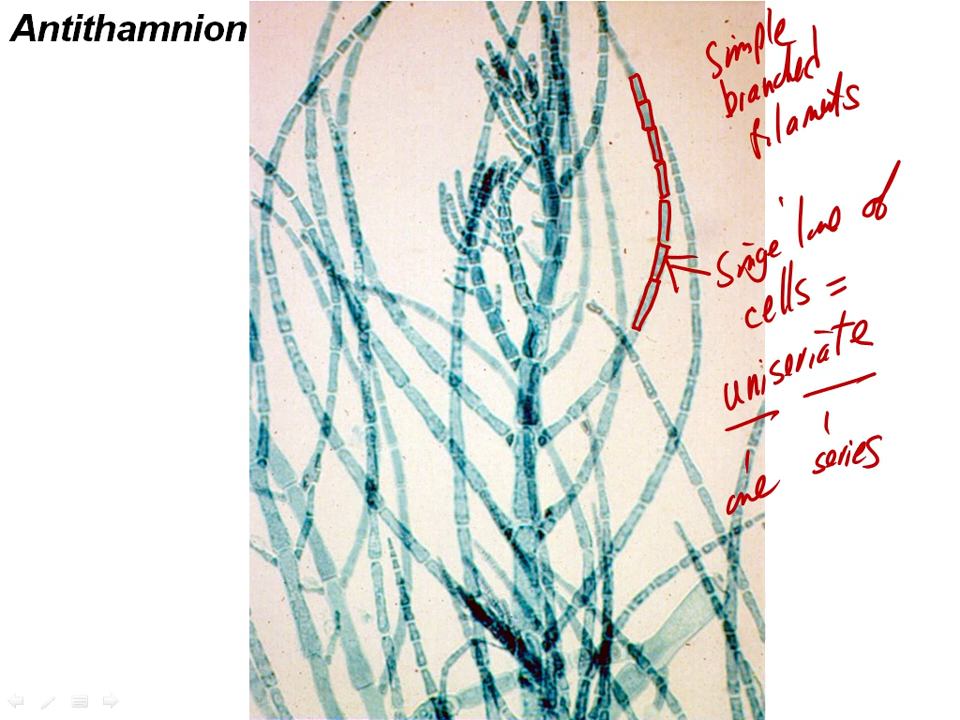 Antithamnion
simple
branched
filaments
single line of
cells =
uniseriate
one series